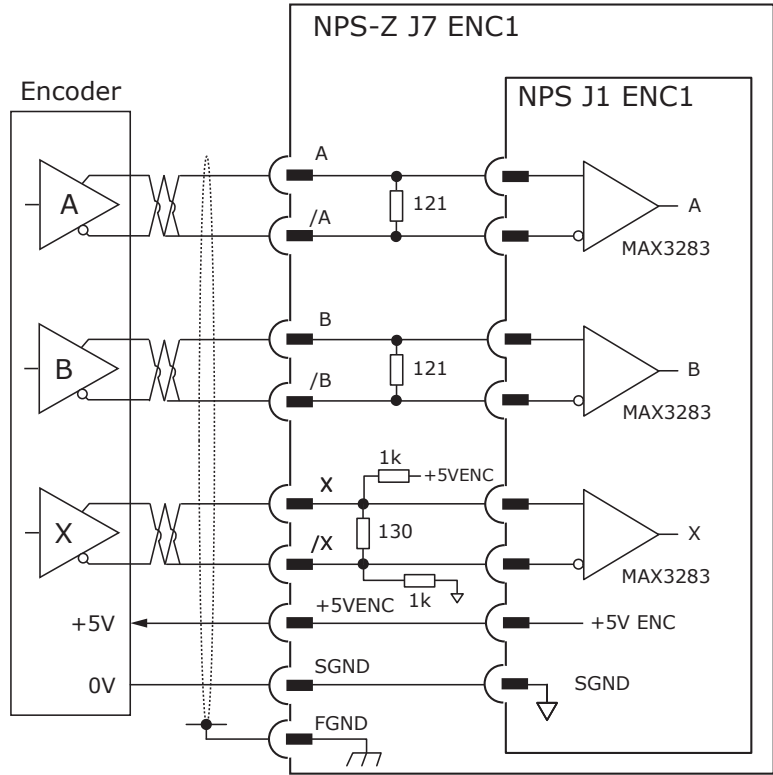 NPS-Z J7 ENC1
Encoder
NPS J1 ENC1
A
A
121
/A
A
MAX3283
B
B
121
/B
B
MAX3283
1k
+5VENC
X
X
130
/X
X
MAX3283
1k
+5V
+5VENC
+5V ENC
0V
SGND
SGND
FGND